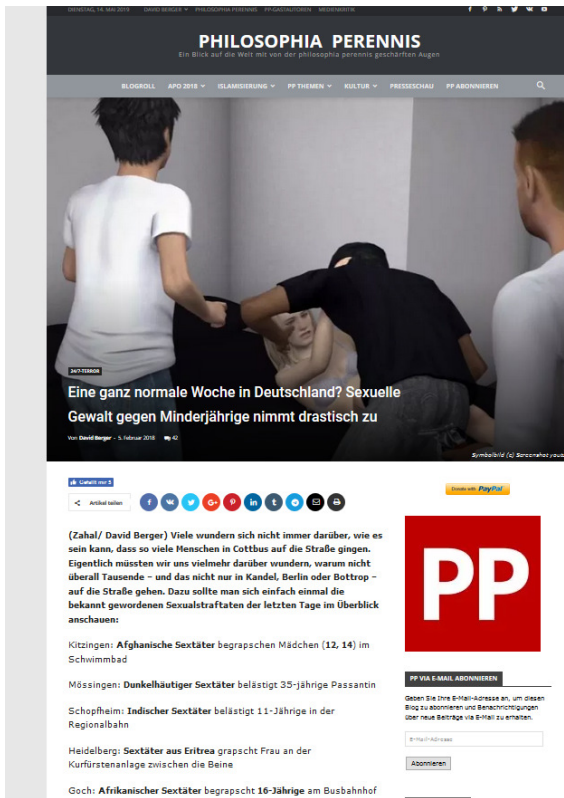 DIENSTAG, 14. MAI 2019 DAVID BERGER PHILOSOPHIA PERENNIS PP-GASTAUTOREN MEDIENKRITIK
PHILOSOPHIA PERENNIS
Ein Blick auf die Welt mit von der philosophia perennis geschärften Augen
BLOGROLL APO 2018 ISLAMISIERUNG PP THEMEN KULTUR PRESSESCHAU PP ABONNIEREN
24/7-TERROR
Eine ganz normale Woche in Deutschland? Sexuelle
Gewalt gegen Minderjährige nimmt drastisch zu
Von David Berger - 5. Februar 2018 42
Symbolbild (c) Screenshot youtu
Gefällt mir 5
Artikel teilen
Donate with PayPal
(Zahal/ David Berger) Viele wundern sich nicht immer darüber, wie es
sein kann, dass so viele Menschen in Cottbus auf die Straße gingen.
Eigentlich müssten wir uns vielmehr darüber wundern, warum nicht
überall Tausende – und das nicht nur in Kandel, Berlin oder Bottrop –
auf die Straße gehen. Dazu sollte man sich einfach einmal die
bekannt gewordenen Sexualstraftaten der letzten Tage im Überblick
anschauen:
Kitzingen: Afghanische Sextäter begrapschen Mädchen (12, 14) im
Schwimmbad
Mössingen: Dunkelhäutiger Sextäter belästigt 35-jährige Passantin
Schopfheim: Indischer Sextäter belästigt 11-Jährige in der
Regionalbahn
Heidelberg: Sextäter aus Eritrea grapscht Frau an der
Kurfürstenanlage zwischen die Beine
Goch: Afrikanischer Sextäter begrapscht 16-Jährige am Busbahnhof
PP
PP VIA E-MAIL ABONNIEREN
Geben Sie Ihre E-Mail-Adresse an, um diesen
Blog zu abonnieren und Benachrichtigungen
über neue Beiträge via E-Mail zu erhalten.
E-Mail-Adresse
Abonnieren